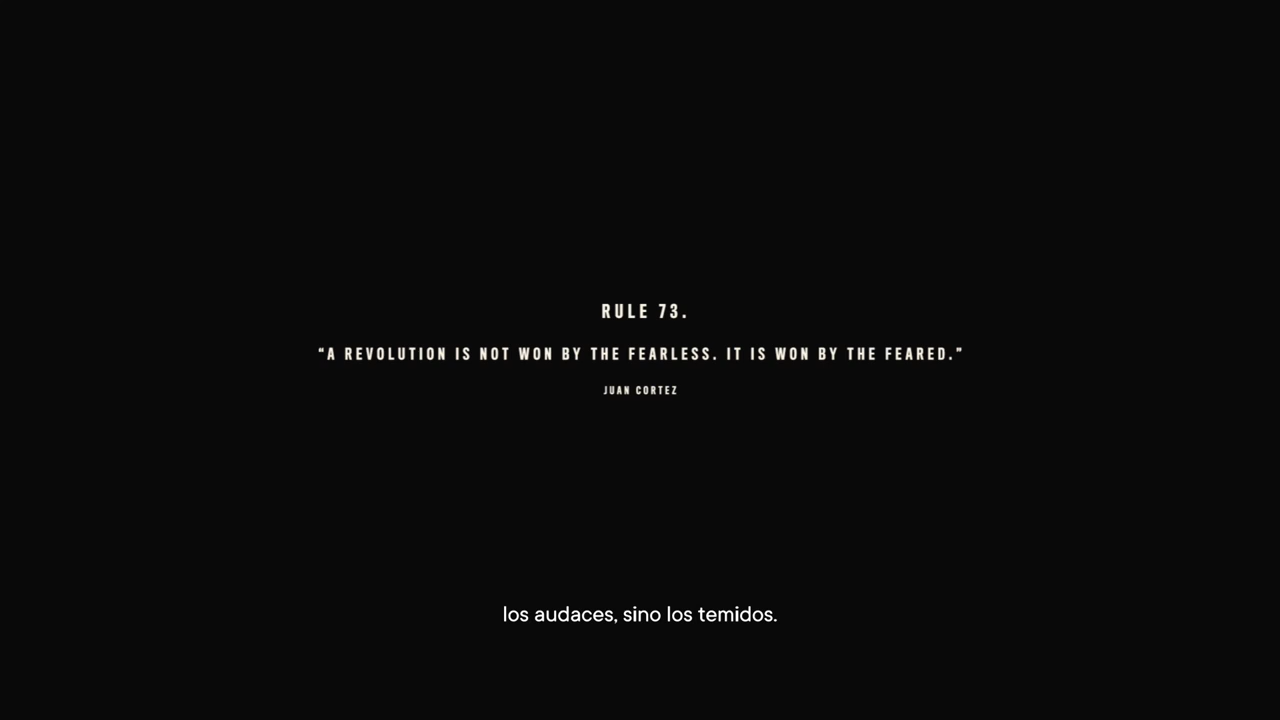 RULE 73.
“A REVOLUTION IS NOT WON BY THE FEARLESS. IT IS WON BY THE FEARED.”
JUAN CORTEZ
los audaces, sino los temidos.